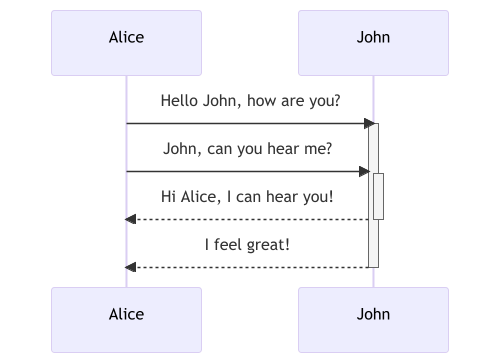 Alice
John
Hello John, how are you?
John, can you hear me?
Hi Alice, I can hear you!
I feel great!
Alice
John